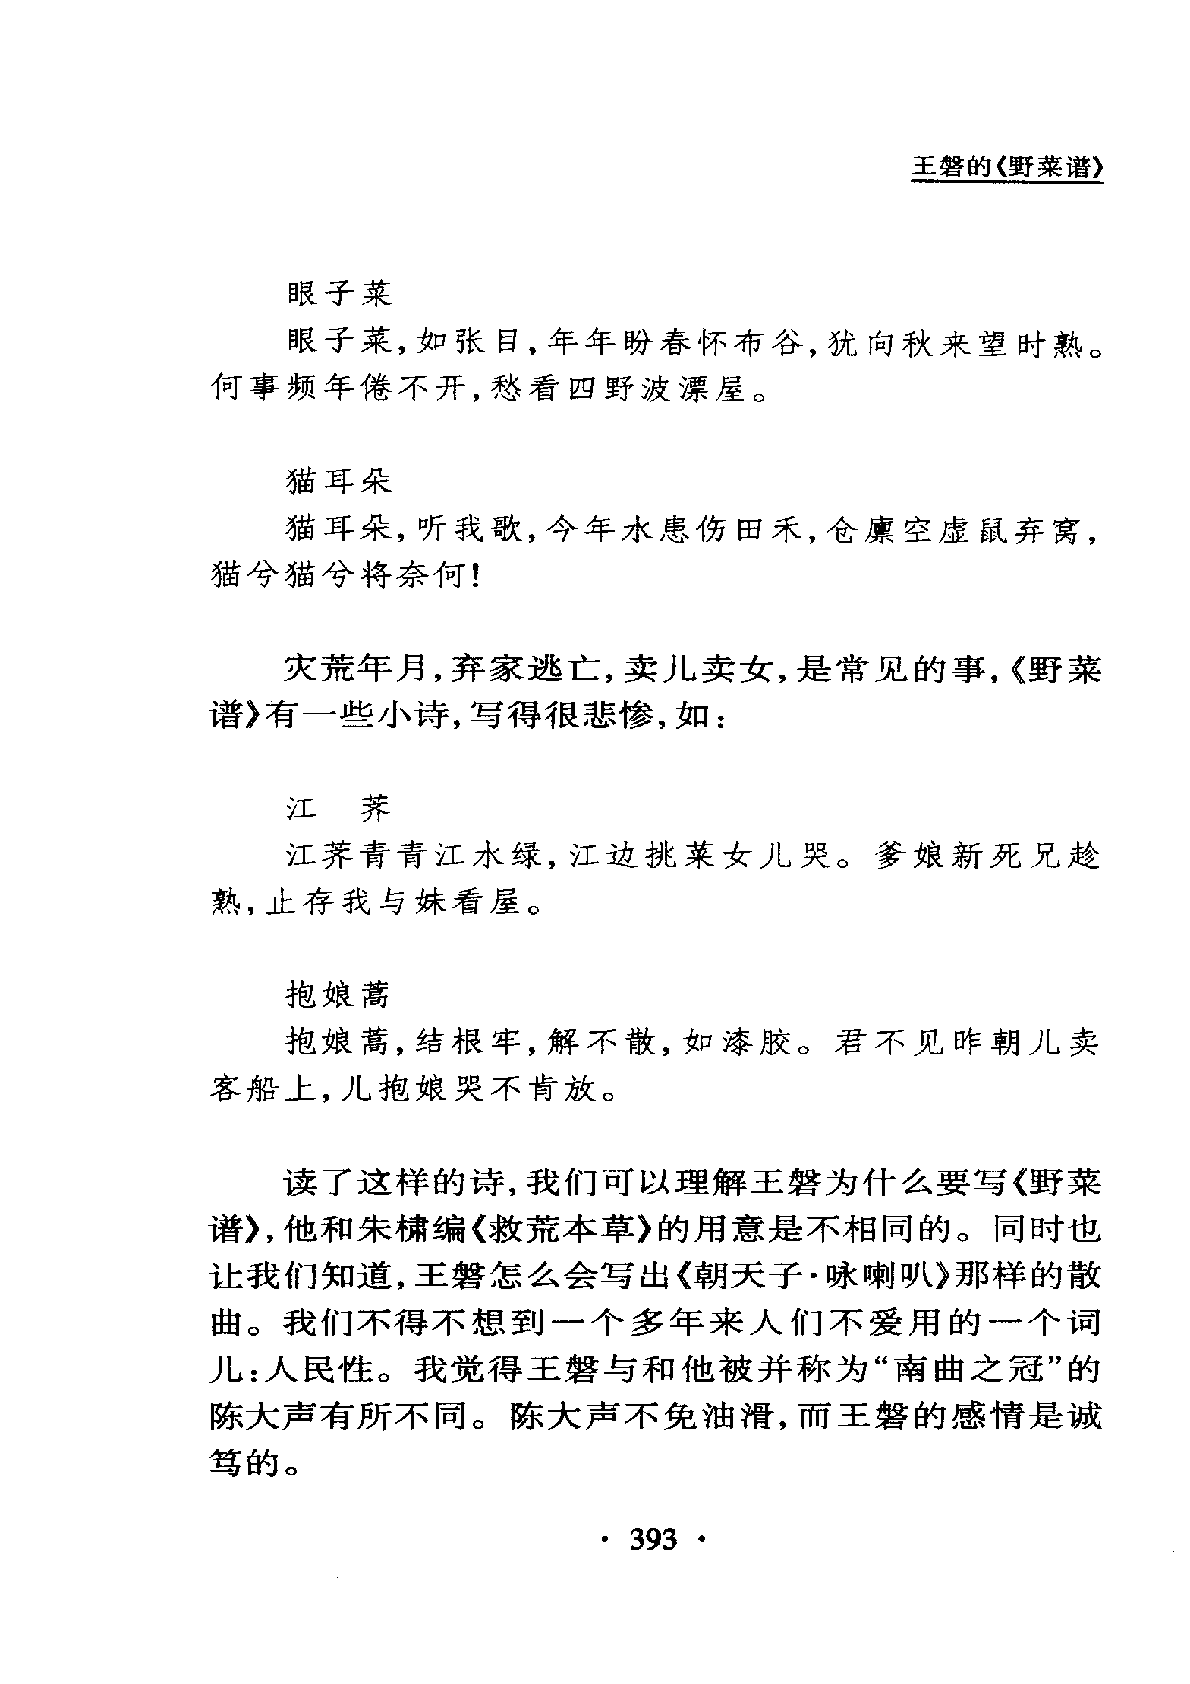 王磐的《野菜谱》
眼子菜
眼子菜，如张目，年年盼春怀布谷，犹向秋来望时熟。
何事频年倦不开，愁看四野波漂屋。
猫耳朵
猫耳朵，听我歌，今年水患伤田禾，仓廪空虚鼠弃窝，
猫兮猫兮将奈何！
灾荒年月，弃家逃亡，卖儿卖女，是常见的事，《野菜
谱》有一些小诗，写得很悲惨，如：
江　荞
江荞青青江水绿，江边挑菜女儿哭。爹娘新死兄趁
熟，止存我与妹看屋。
抱娘蒿
抱娘蒿，结根牢，解不散，如漆胶。君不见昨朝儿卖
客船上，儿抱娘哭不肯放。
读了这样的诗，我们可以理解王磐为什么要写《野菜
谱》，他和朱橚编《救荒本草》的用意是不相同的。同时也
让我们知道，王磐怎么会写出《朝天子·咏喇叭》那样的散
曲。我们不得不想到一个多年来人们不爱用的一个词
儿：人民性。我觉得王磐与和他被并称为“南曲之冠”的
陈大声有所不同。陈大声不免油滑，而王磐的感情是诚
笃的。
· 393 ·